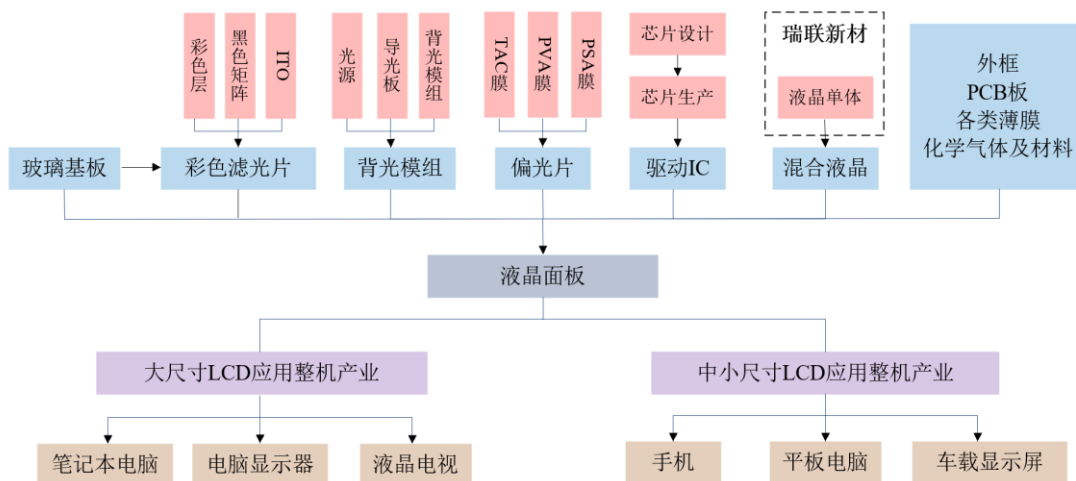 彩色层
黑色矩阵
ITO
光源
导光板
背光模组
TAC膜
PVA膜
PSA膜
芯片设计
芯片生产
瑞联新材
液晶单体
玻璃基板
彩色滤光片
背光模组
偏光片
驱动IC
混合液晶
外框
PCB板
各类薄膜
化学气体及材料
液晶面板
大尺寸LCD应用整机产业
中小尺寸LCD应用整机产业
笔记本电脑
电脑显示器
液晶电视
手机
平板电脑
车载显示屏